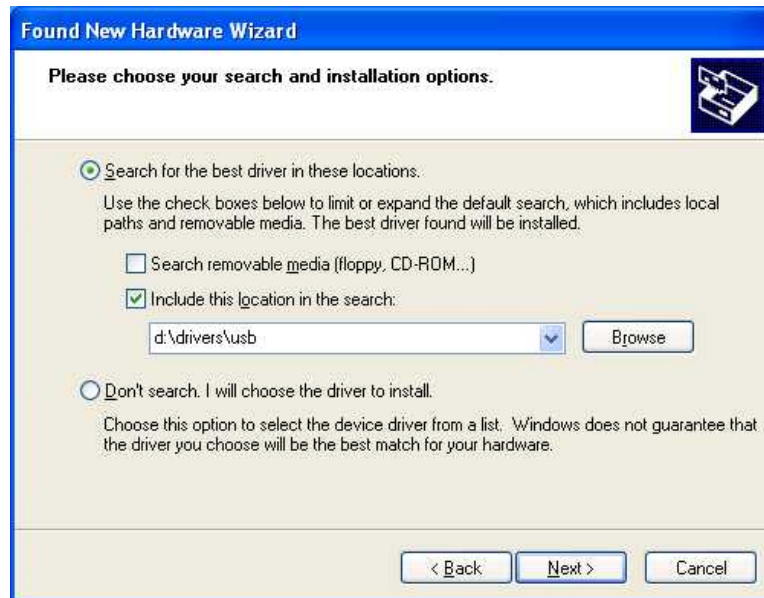 Found New Hardware Wizard
Please choose your search and installation options.
Search for the best driver in these locations.
Use the check boxes below to limit or expand the default search, which includes local
paths and removable media. The best driver found will be installed.
Search removable media (floppy, CD-ROM...)
Include this location in the search:
d:\drivers\usb
Browse
Don't search. I will choose the driver to install.
Choose this option to select the device driver from a list. Windows does not guarantee that
the driver you choose will be the best match for your hardware.
< Back Next > Cancel